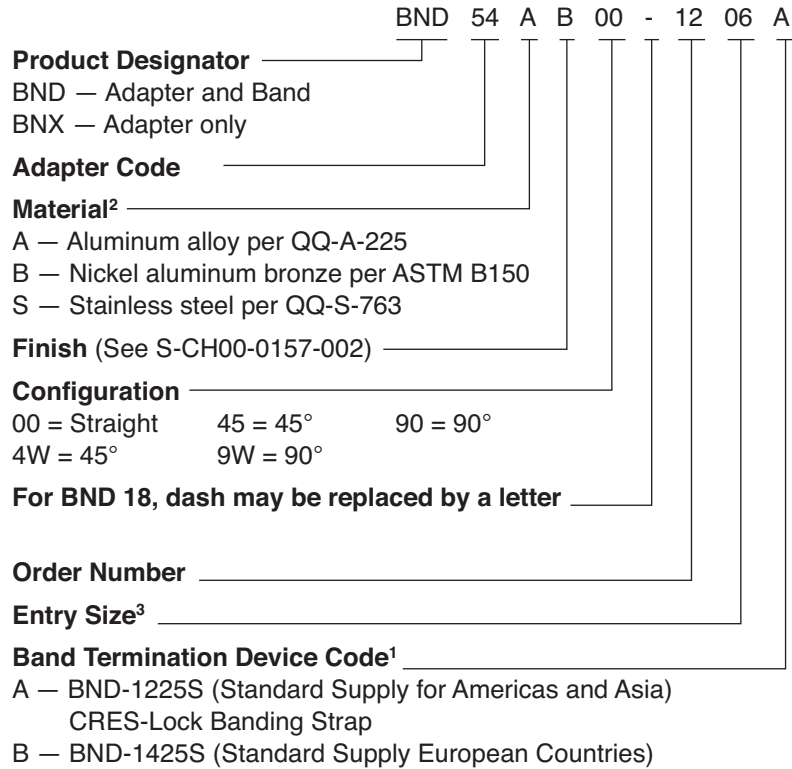 BND 54 A B 00 - 12 06 A
Product Designator
BND — Adapter and Band
BNX — Adapter only
Adapter Code
Material²
A — Aluminum alloy per QQ-A-225
B — Nickel aluminum bronze per ASTM B150
S — Stainless steel per QQ-S-763
Finish (See S-CH00-0157-002)
Configuration
00 = Straight 45 = 45° 90 = 90°
4W = 45° 9W = 90°
For BND 18, dash may be replaced by a letter
Order Number
Entry Size³
Band Termination Device Code¹
A — BND-1225S (Standard Supply for Americas and Asia)
CRES-Lock Banding Strap
B — BND-1425S (Standard Supply European Countries)